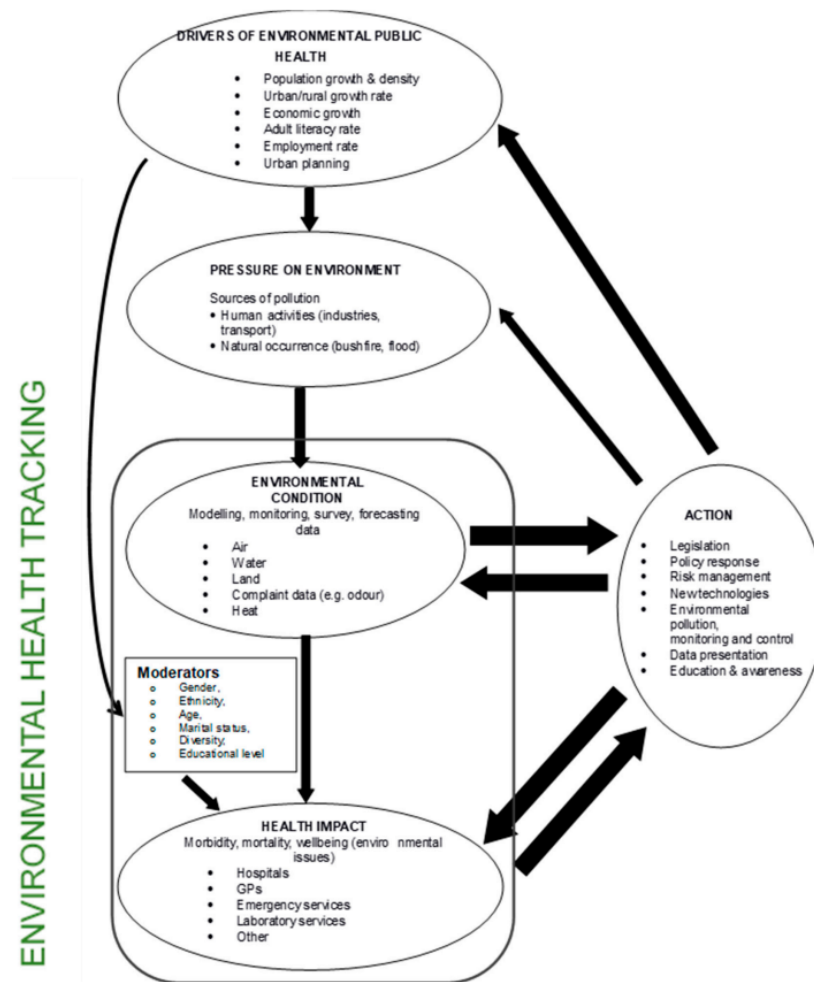 DRIVERS OF ENVIRONMENTAL PUBLIC
HEALTH
• Population growth & density
• Urban/rural growth rate
• Economic growth
• Adult literacy rate
• Employment rate
• Urban planning
PRESSURE ON ENVIRONMENT
Sources of pollution
• Human activities (industries,
transport)
• Natural occurrence (bushfire, flood)
ENVIRONMENTAL HEALTH TRACKING
ENVIRONMENTAL
CONDITION
Modelling, monitoring, survey, forecasting
data
• Air
• Water
• Land
• Complaint data (e.g. odour)
• Heat
ACTION
• Legislation
• Policy response
• Risk management
• New technologies
• Environmental
pollution,
monitoring and control
• Data presentation
• Education & awareness
Moderators
o Gender,
o Ethnicity,
o Age,
o Marital status,
o Diversity,
o Educational level
HEALTH IMPACT
Morbidity, mortality, wellbeing (enviro nmental
issues)
• Hospitals
• GPs
• Emergency services
• Laboratory services
• Other